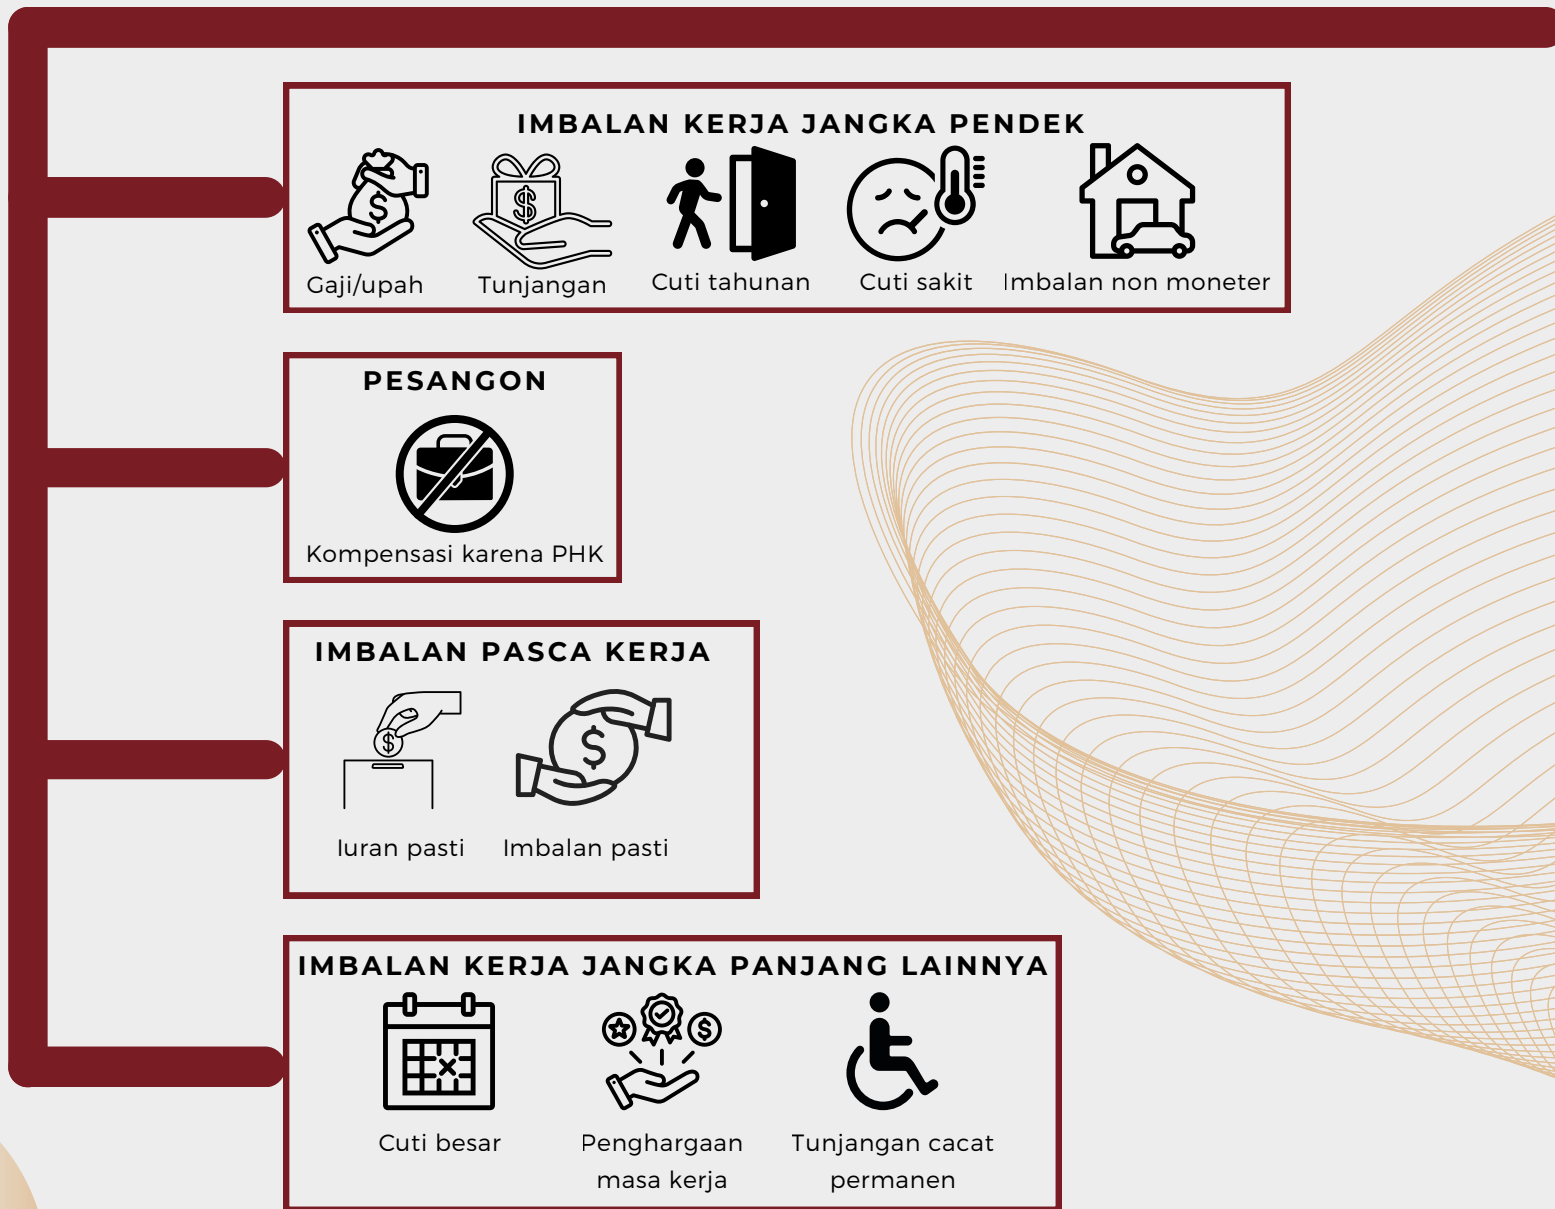 IMBALAN KERJA JANGKA PENDEK
Gaji/upah
Tunjangan
Cuti tahunan
Cuti sakit
Imbalan non moneter
PESANGON
Kompensasi karena PHK
IMBALAN PASCA KERJA
Iuran pasti
Imbalan pasti
IMBALAN KERJA JANGKA PANJANG LAINNYA
Cuti besar
Penghargaan
masa kerja
Tunjangan cacat
permanen